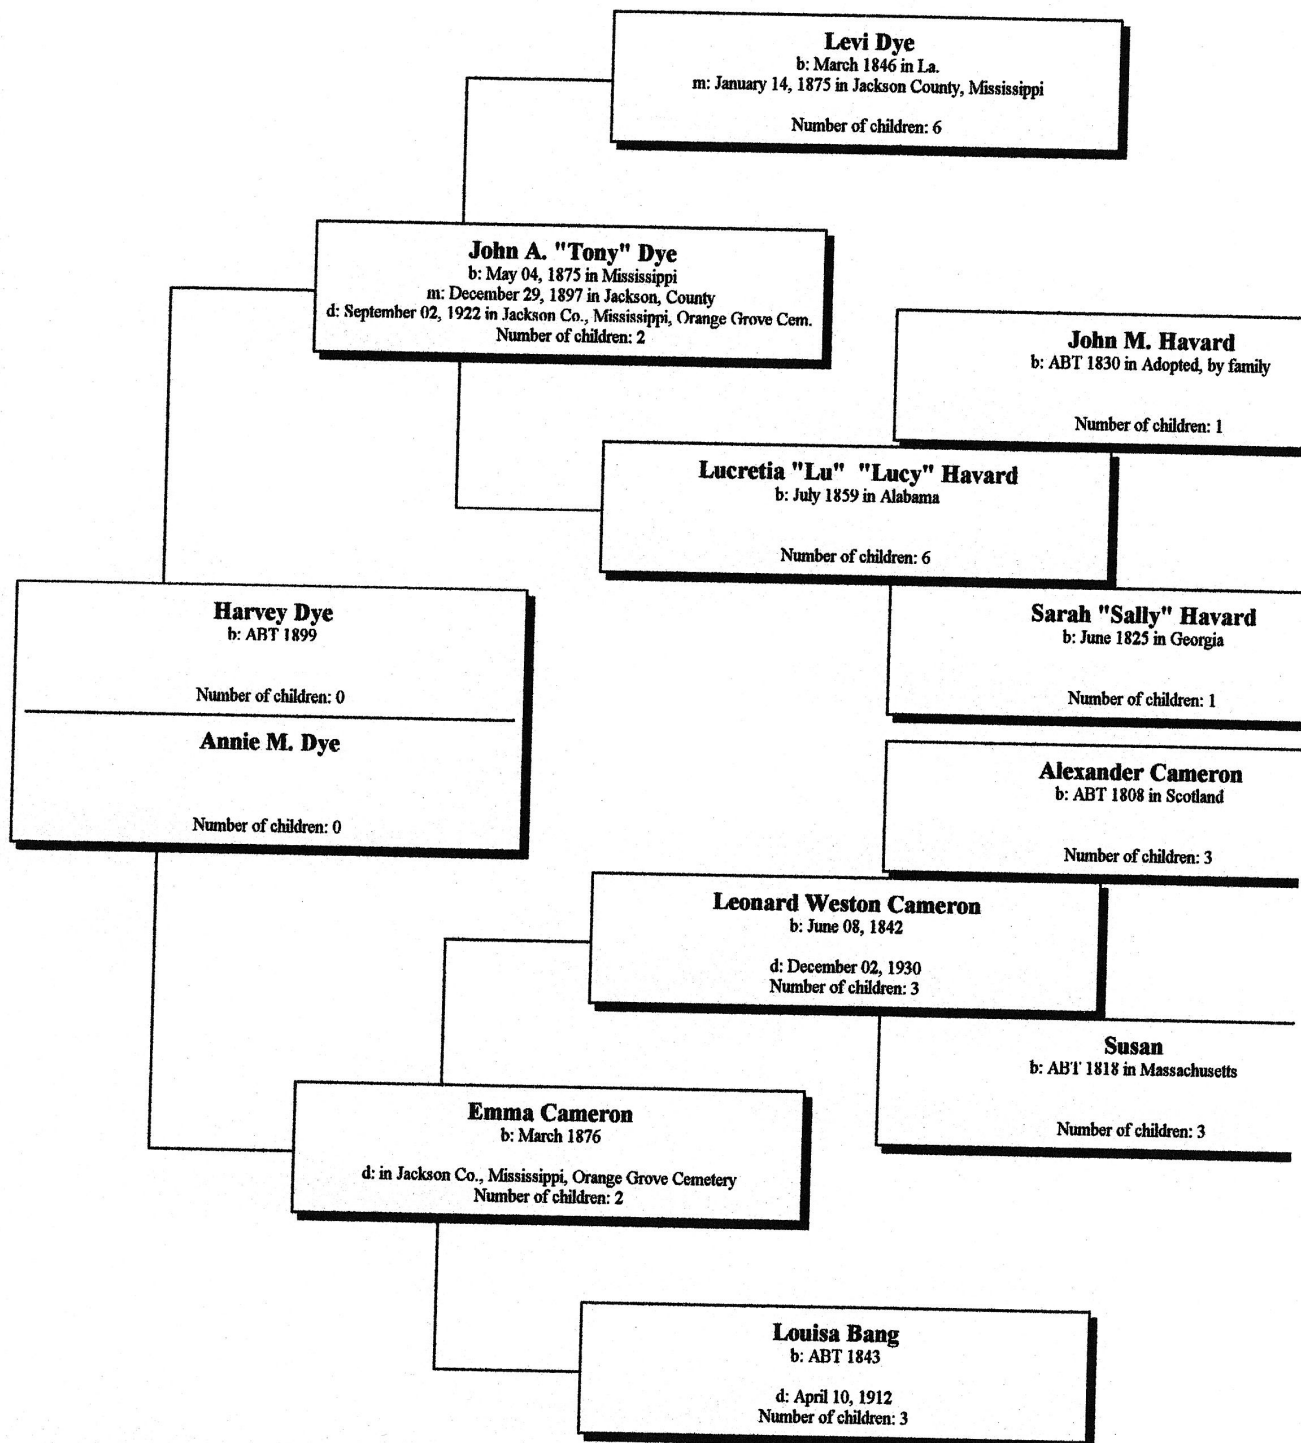 Levi Dye
b: March 1846 in La.
m: January 14, 1875 in Jackson County, Mississippi
Number of children: 6
John A. "Tony" Dye
b: May 04, 1875 in Mississippi
m: December 29, 1897 in Jackson, County
d: September 02, 1922 in Jackson Co., Mississippi, Orange Grove Cem.
Number of children: 2
John M. Havard
b: ABT 1830 in Adopted, by family
Number of children: 1
Lucretia "Lu" "Lucy" Havard
b: July 1859 in Alabama
Number of children: 6
Harvey Dye
b: ABT 1899
Number of children: 0
Annie M. Dye
Number of children: 0
Sarah "Sally" Havard
b: June 1825 in Georgia
Number of children: 1
Alexander Cameron
b: ABT 1808 in Scotland
Number of children: 3
Leonard Weston Cameron
b: June 08, 1842
d: December 02, 1930
Number of children: 3
Susan
b: ABT 1818 in Massachusetts
Number of children: 3
Emma Cameron
b: March 1876
d: in Jackson Co., Mississippi, Orange Grove Cemetery
Number of children: 2
Louisa Bang
b: ABT 1843
d: April 10, 1912
Number of children: 3